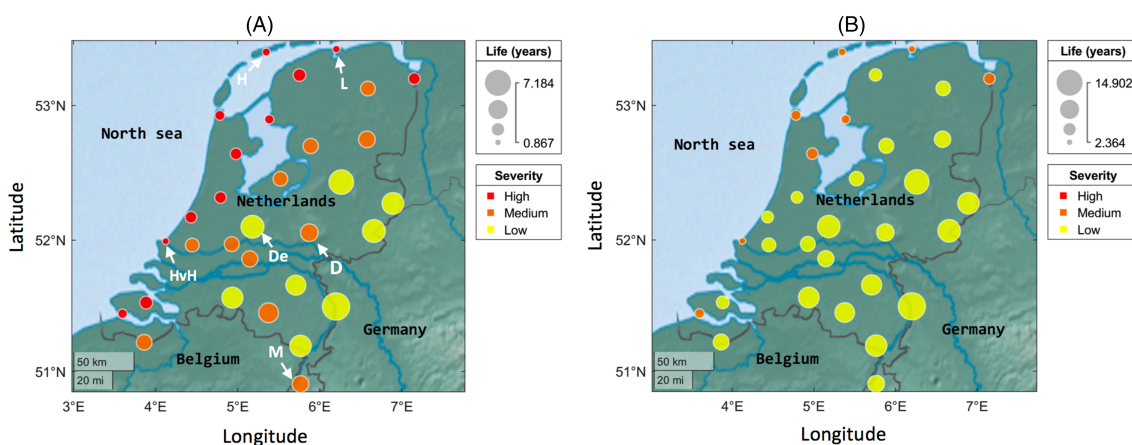 (A)
Latitude
53°N
52°N
51°N
3°E
4°E
5°E
6°E
7°E
Longitude
North sea
Netherlands
Germany
Belgium
H
L
HvH
De
D
M
50 km
20 mi
Life (years)
7.184
0.867
Severity
High
Medium
Low
(B)
Latitude
53°N
52°N
51°N
4°E
5°E
6°E
7°E
Longitude
North sea
Netherlands
Germany
Belgium
50 km
20 mi
Life (years)
14.902
2.364
Severity
High
Medium
Low